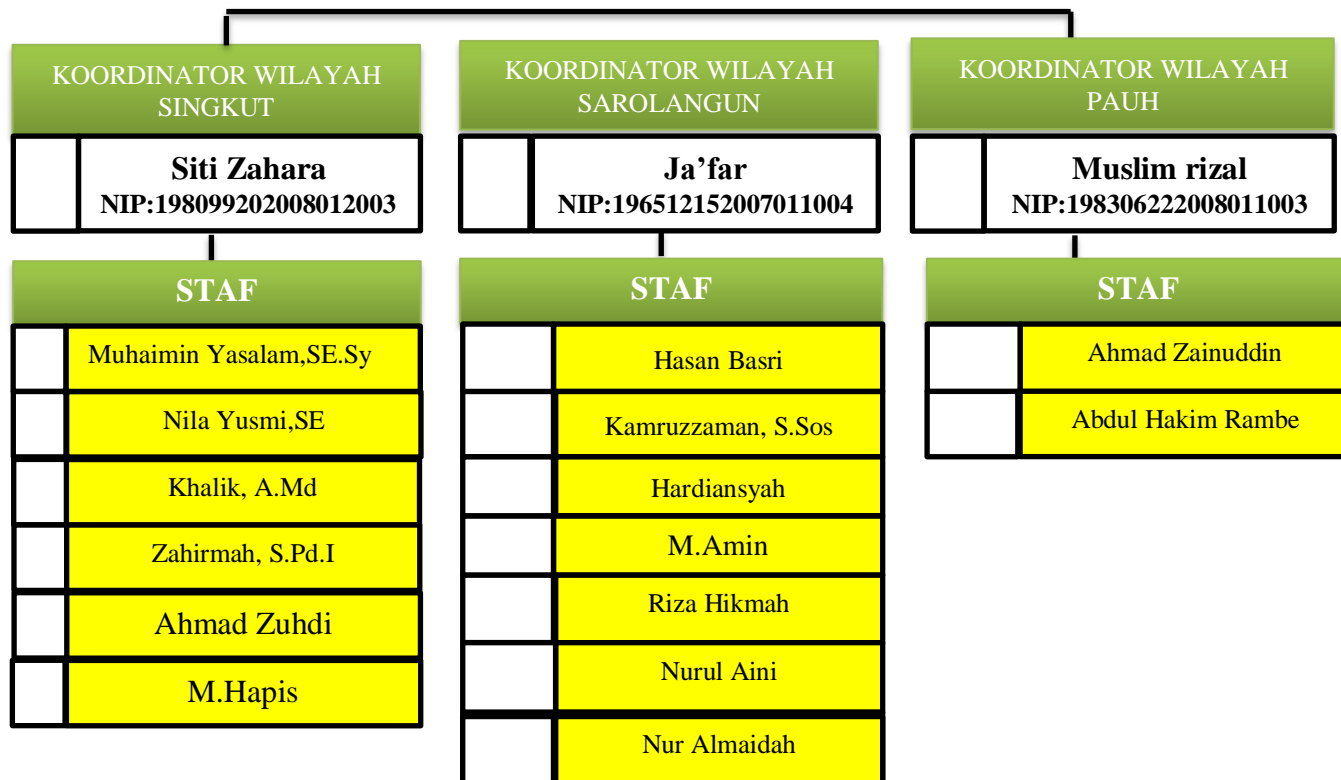 KOORDINATOR WILAYAH
SINGKUT
Siti Zahara
NIP:198099202008012003
STAF
Muhaimin Yasalam,SE.Sy
Nila Yusmi,SE
Khalik, A.Md
Zahirmah, S.Pd.I
Ahmad Zuhdi
M.Hapis
KOORDINATOR WILAYAH
SAROLANGUN
Ja’far
NIP:196512152007011004
STAF
Hasan Basri
Kamruzzaman, S.Sos
Hardiansyah
M.Amin
Riza Hikmah
Nurul Aini
Nur Almaidah
KOORDINATOR WILAYAH
PAUH
Muslim rizal
NIP:198306222008011003
STAF
Ahmad Zainuddin
Abdul Hakim Rambe